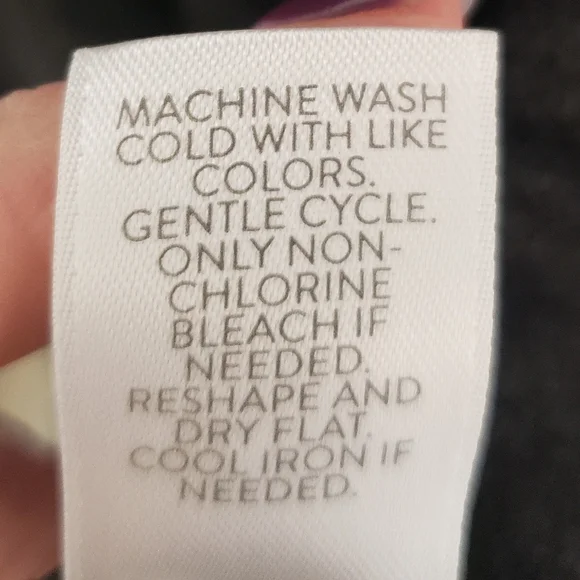 MACHINE WASH
COLD WITH LIKE
COLORS.
GENTLE CYCLE.
ONLY NON-
CHLORINE
BLEACH IF
NEEDED.
RESHAPE AND
DRY FLAT.
COOL IRON IF
NEEDED.